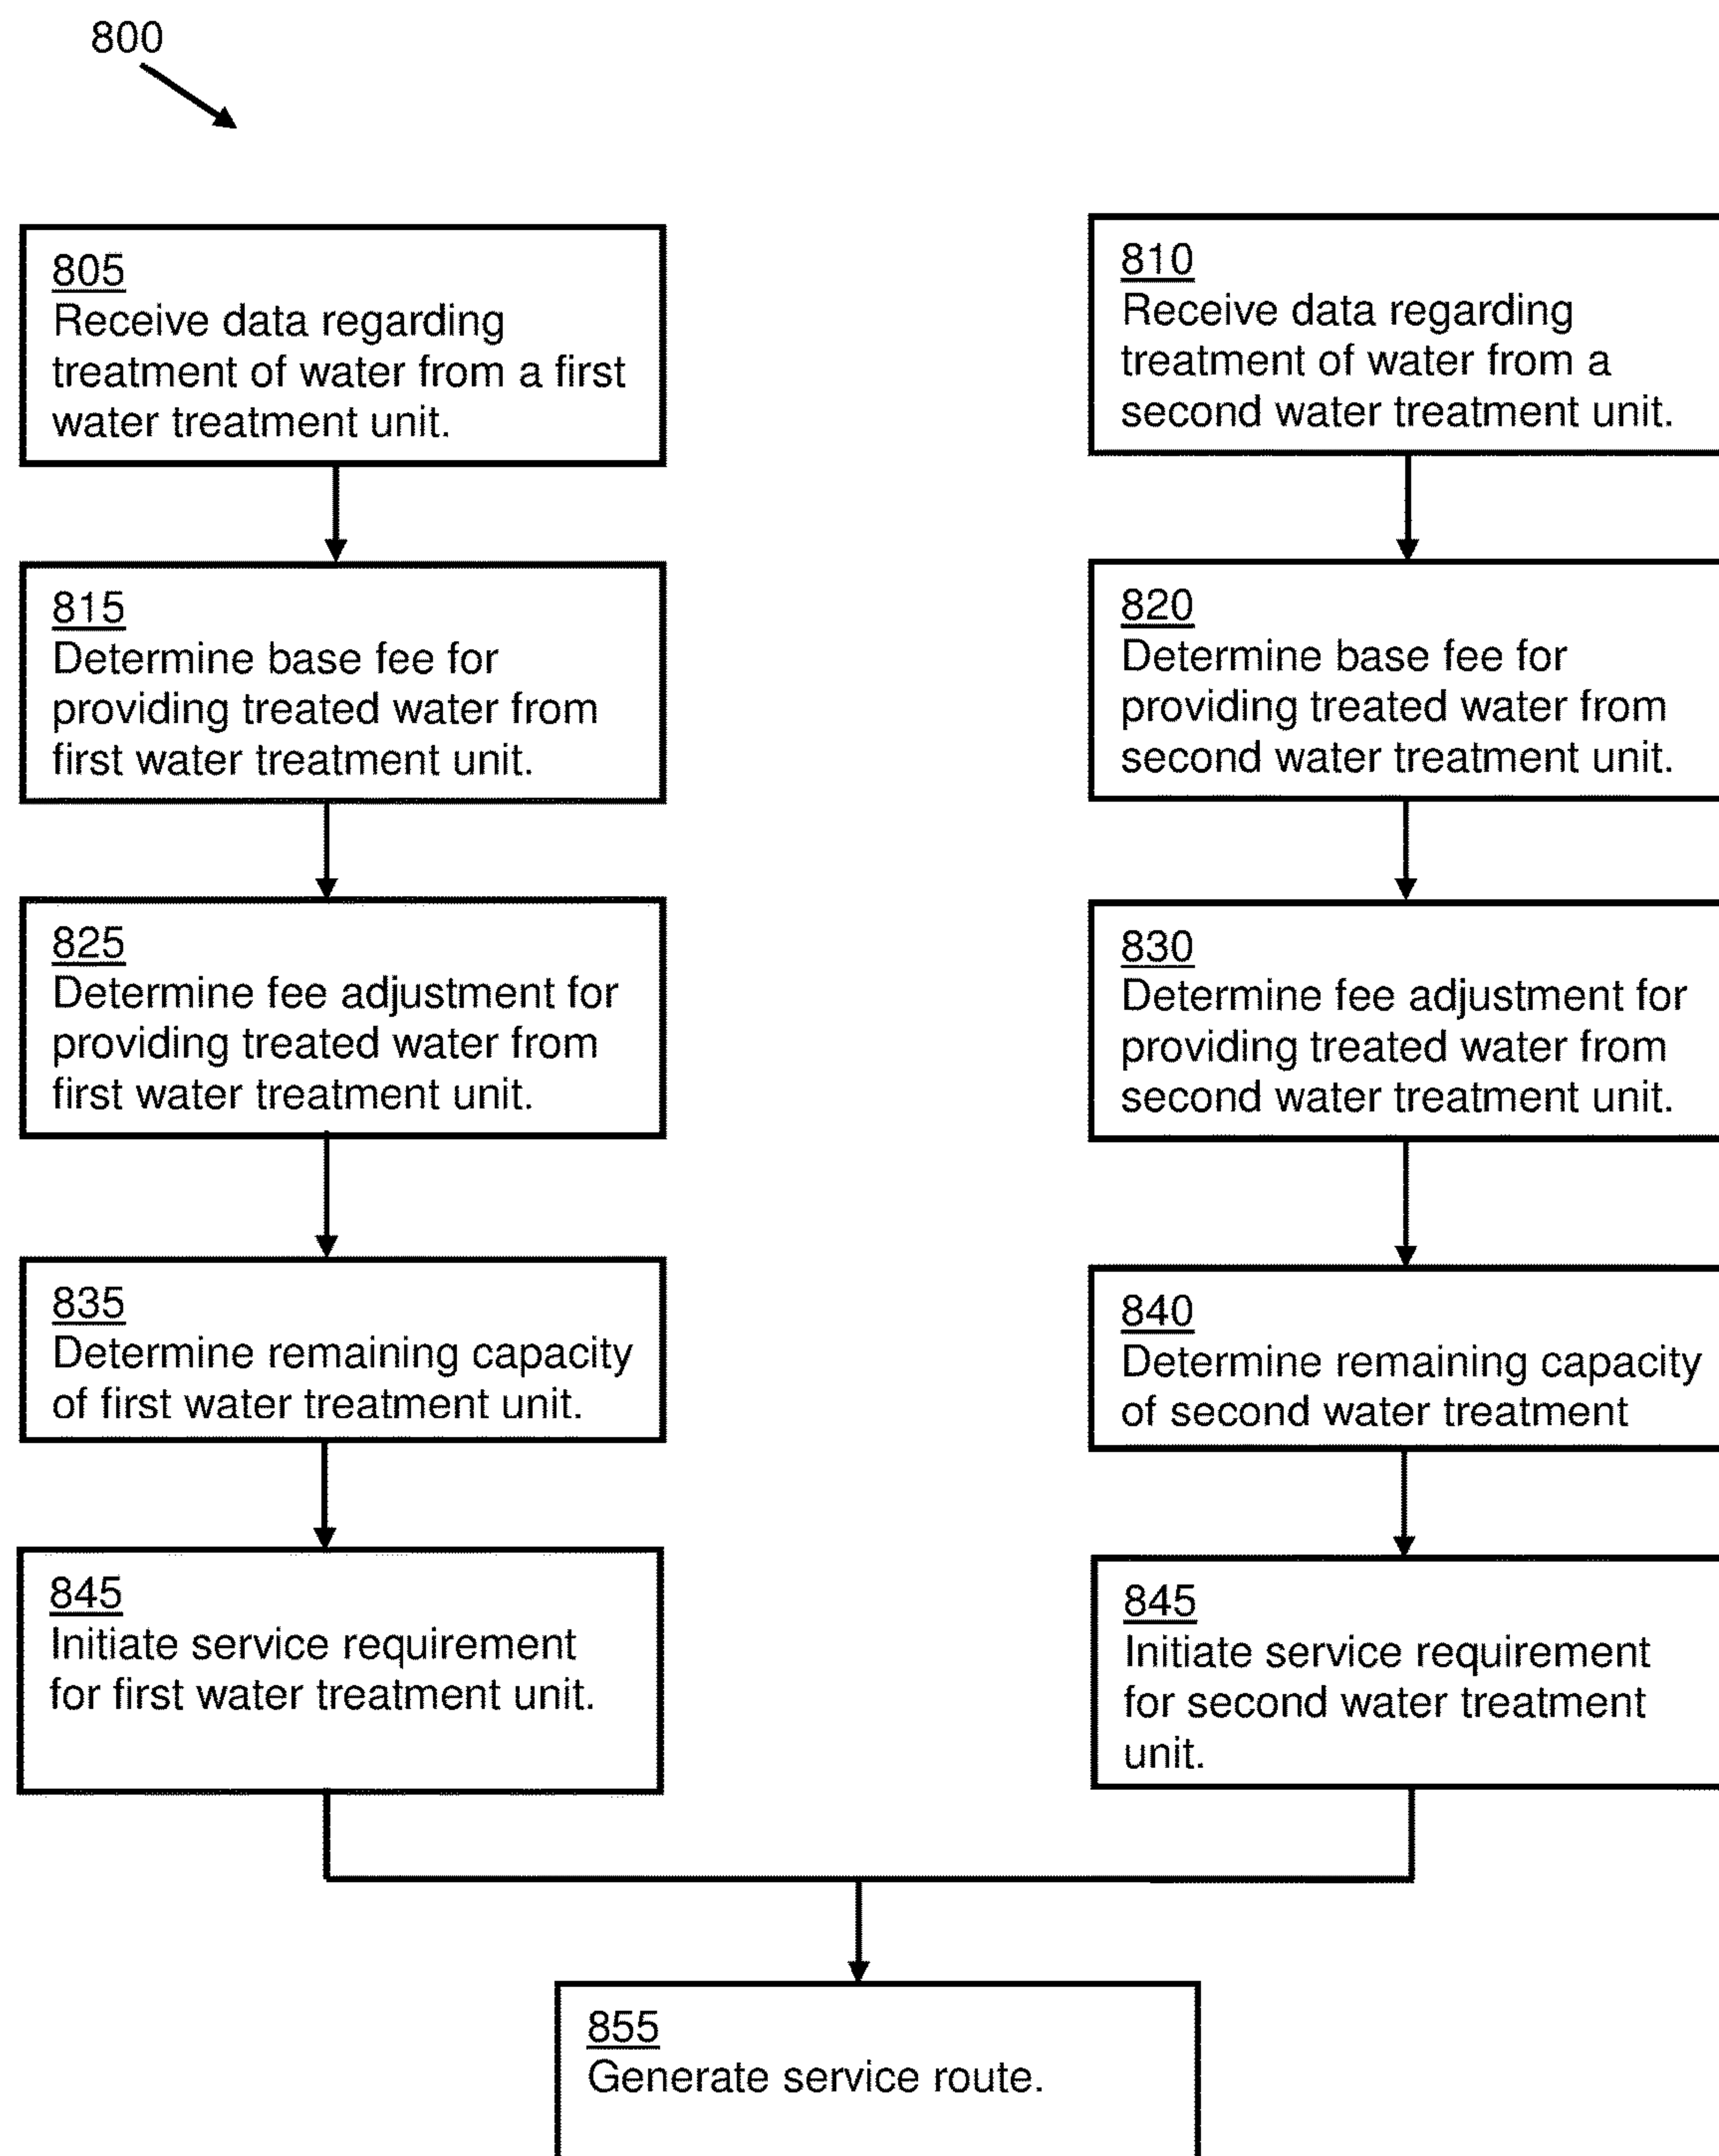 800
805
Receive data regarding
treatment of water from a first
water treatment unit.
815
Determine base fee for
providing treated water from
first water treatment unit.
825
Determine fee adjustment for
providing treated water from
first water treatment unit.
835
Determine remaining capacity
of first water treatment unit.
845
Initiate service requirement
for first water treatment unit.
810
Receive data regarding
treatment of water from a
second water treatment unit.
820
Determine base fee for
providing treated water from
second water treatment unit.
830
Determine fee adjustment for
providing treated water from
second water treatment unit.
840
Determine remaining capacity
of second water treatment
845
Initiate service requirement
for second water treatment
unit.
855
Generate service route.